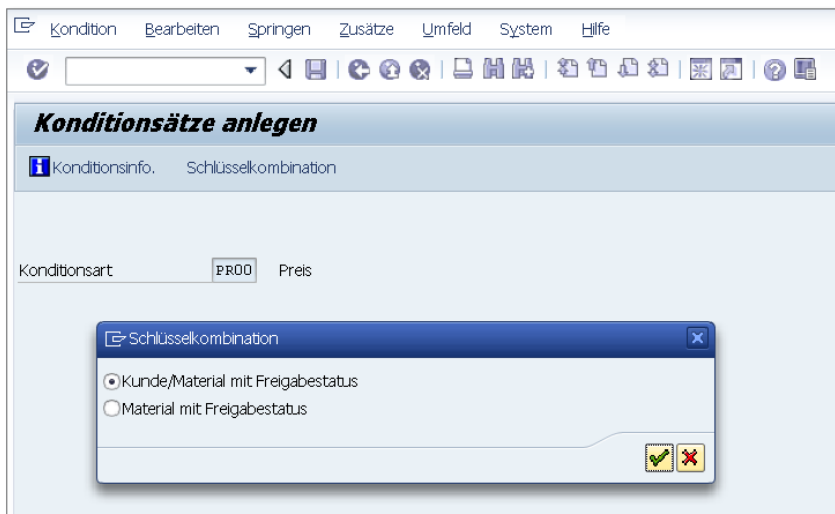 Kondition Bearbeiten Springen Zusätze Umfeld System Hilfe
Konditionsätze anlegen
Konditionsinfo. Schlüsselkombination
Konditionsart PR00 Preis
Schlüsselkombination
Kunde/Material mit Freigabestatus
Material mit Freigabestatus